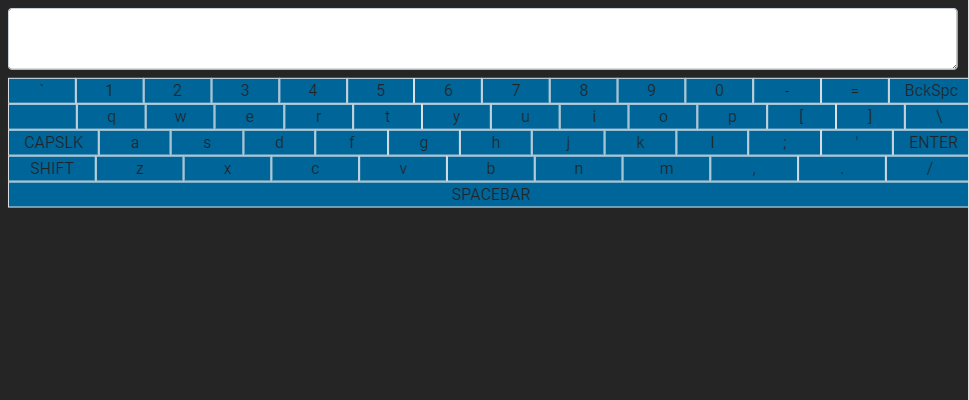 ` 1 2 3 4 5 6 7 8 9 0 - = BckSpc
q w e r t y u i o p [ ] \
CAPSLK a s d f g h j k l ; ' ENTER
SHIFT z x c v b n m , . /
SPACEBAR